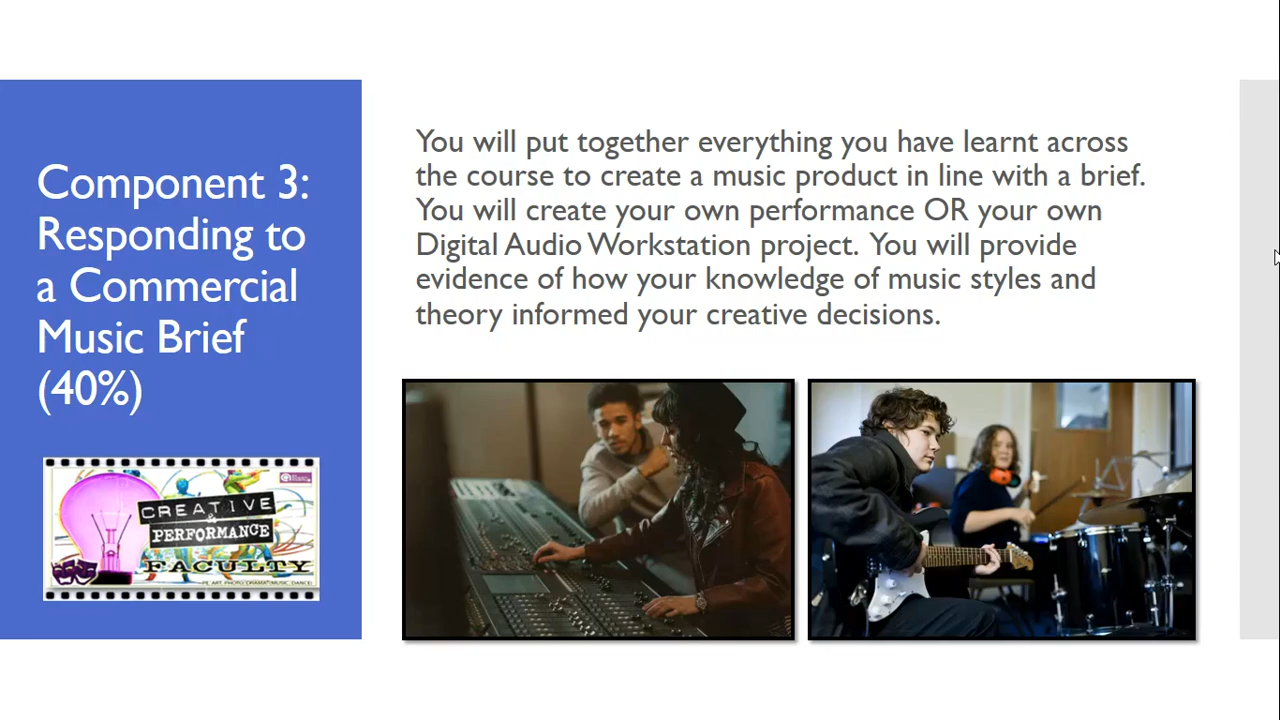 Component 3:
Responding to
a Commercial
Music Brief
(40%)
You will put together everything you have learnt across
the course to create a music product in line with a brief.
You will create your own performance OR your own
Digital Audio Workstation project. You will provide
evidence of how your knowledge of music styles and
theory informed your creative decisions.
CREATIVE
&
PERFORMANCE
FACULTY